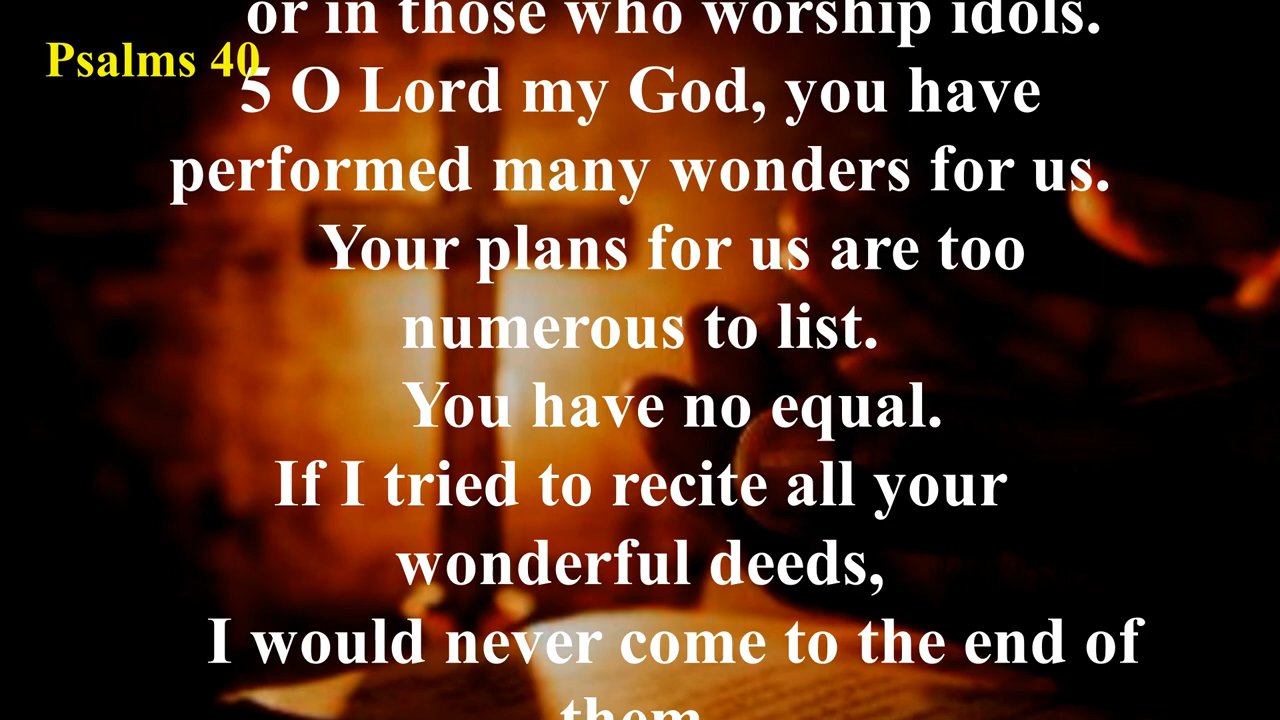 or in those who worship idols.
Psalms 40
5 O Lord my God, you have
performed many wonders for us.
Your plans for us are too
numerous to list.
You have no equal.
If I tried to recite all your
wonderful deeds,
I would never come to the end of
them.